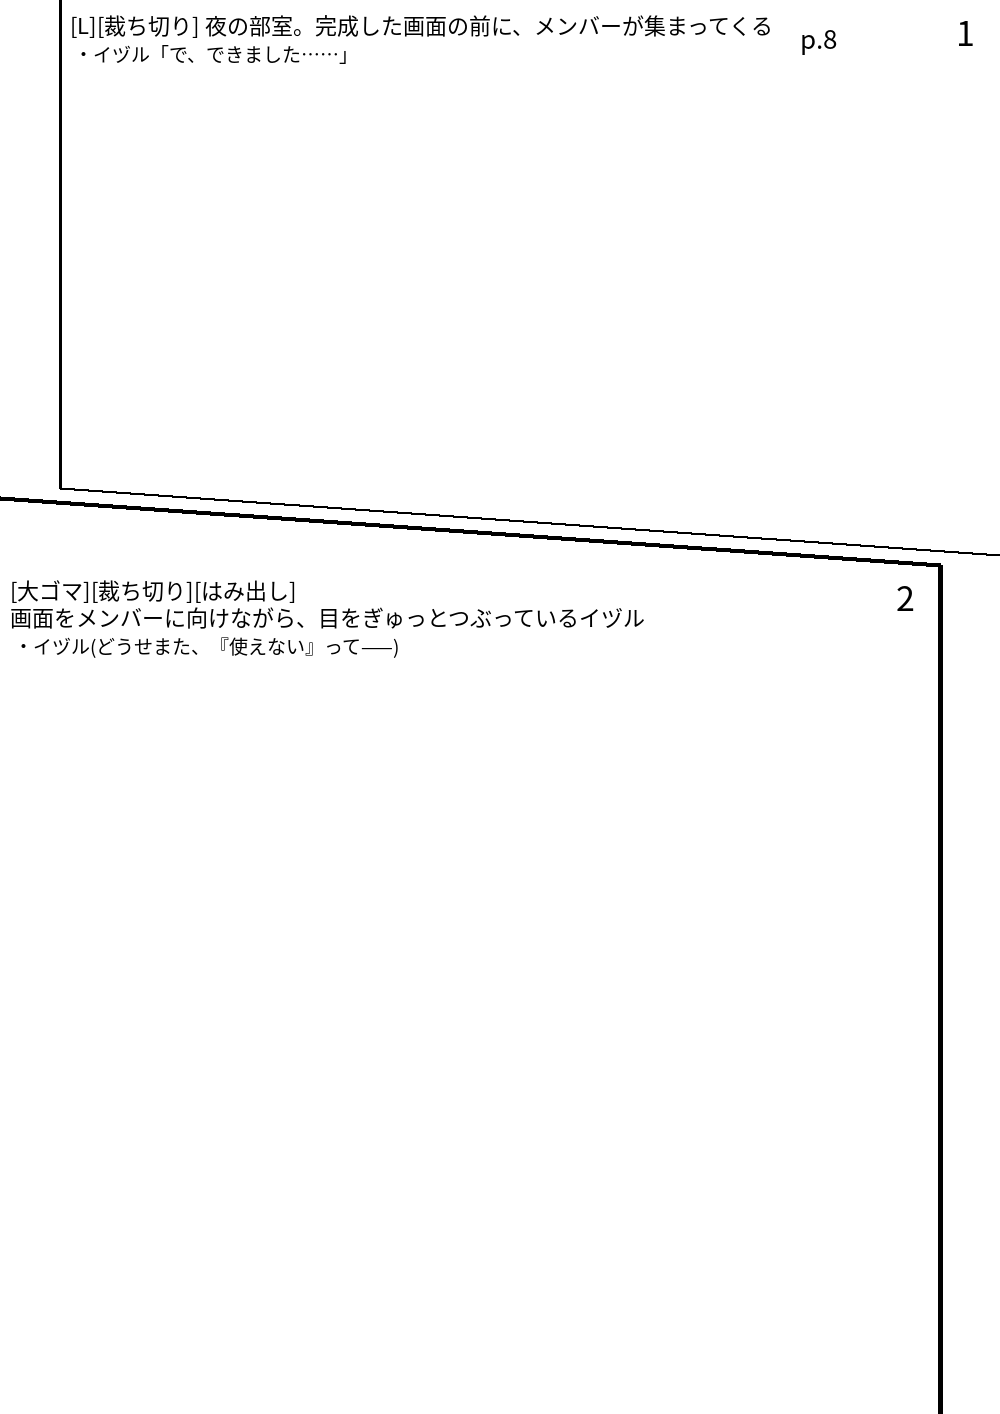 [L][裁ち切り] 夜の部室。完成した画面の前に、メンバーが集まってくる
・イヅル「で、できました……」
p.8
1
[大ゴマ][裁ち切り][はみ出し]
画面をメンバーに向けながら、目をぎゅっとつぶっているイヅル
・イヅル(どうせまた、『使えない』って――)
2